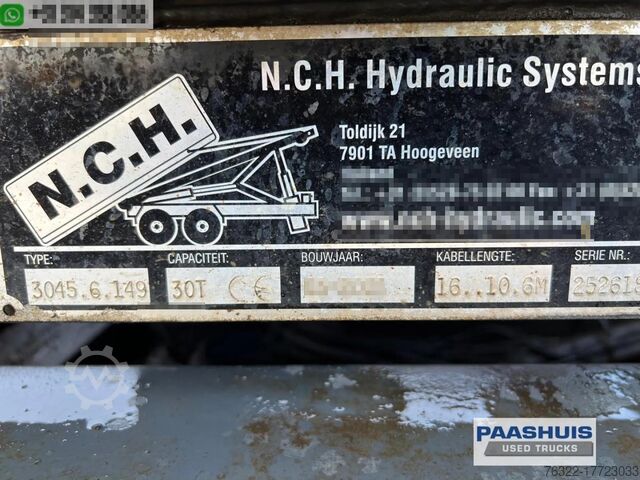 N.C.H. Hydraulic Systems
N.C.H.
Toldijk 21
7901 TA Hoogeveen
TYPE: CAPACITEIT: BOUWJAAR: KABELLENGTE: SERIE NR.:
3045.6.149 30T CE 16..10.6M 252618
PAASHUIS
USED TRUCKS
76322-17723033